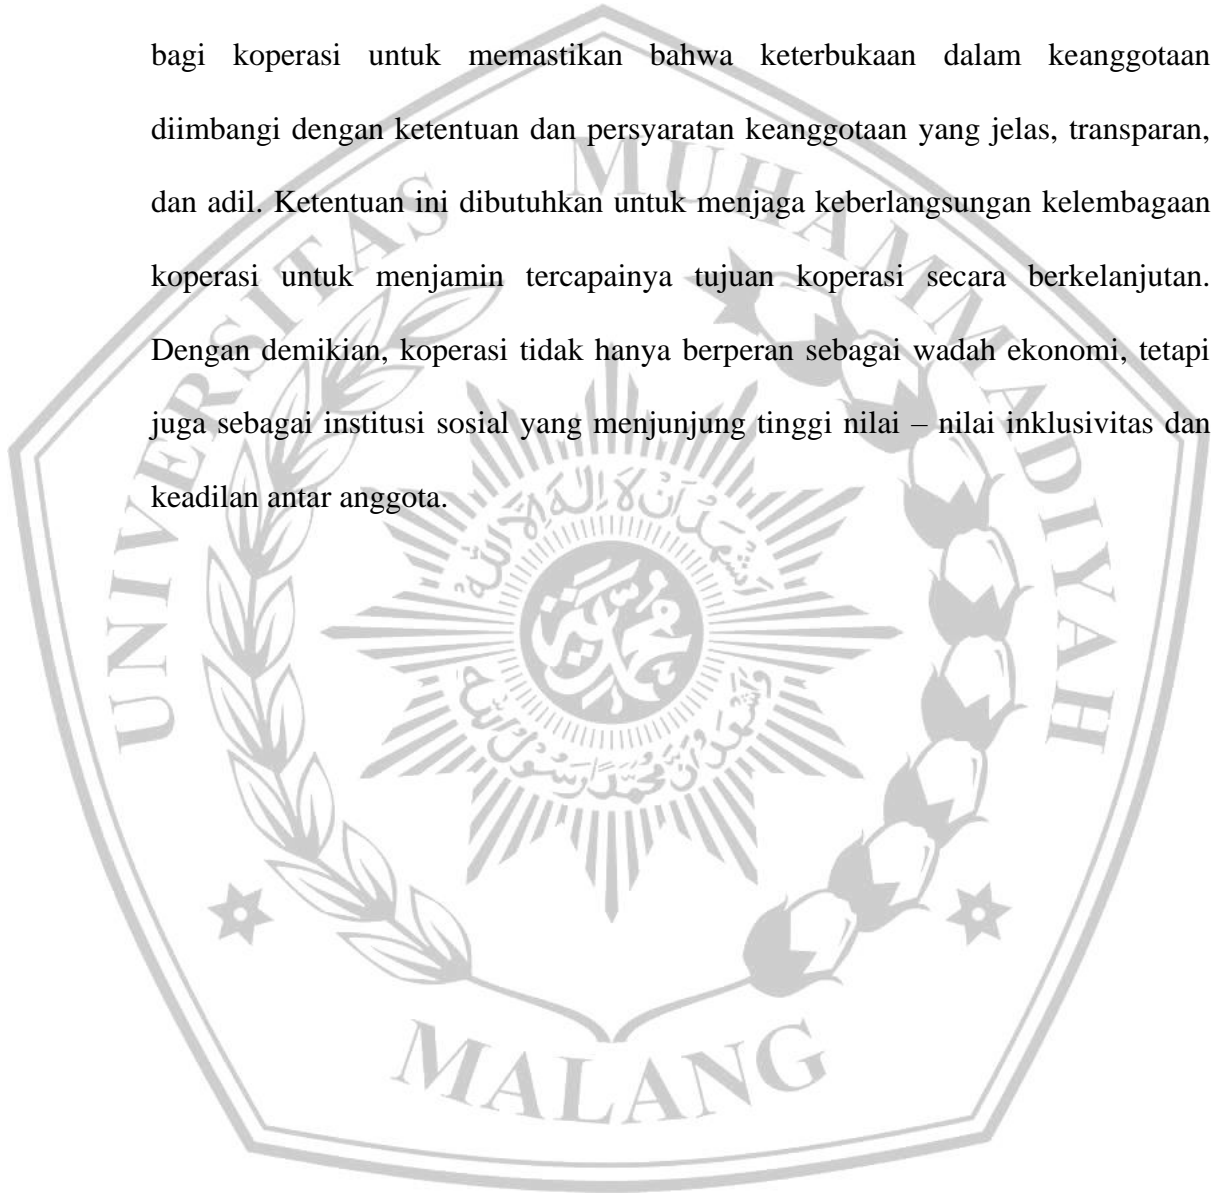 bagi koperasi untuk memastikan bahwa keterbukaan dalam keanggotaan
diimbangi dengan ketentuan dan persyaratan keanggotaan yang jelas, transparan,
dan adil. Ketentuan ini dibutuhkan untuk menjaga keberlangsungan kelembagaan
koperasi untuk menjamin tercapainya tujuan koperasi secara berkelanjutan.
Dengan demikian, koperasi tidak hanya berperan sebagai wadah ekonomi, tetapi
juga sebagai institusi sosial yang menjunjung tinggi nilai – nilai inklusivitas dan
keadilan antar anggota.
UNIVERSITAS MUHAMMADIYAH
MALANG